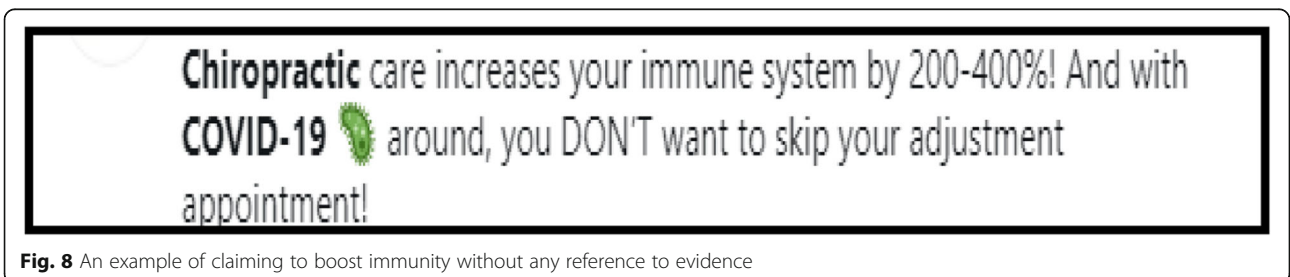 Chiropractic care increases your immune system by 200-400%! And with
COVID-19 🦠 around, you DON'T want to skip your adjustment
appointment!
Fig. 8 An example of claiming to boost immunity without any reference to evidence